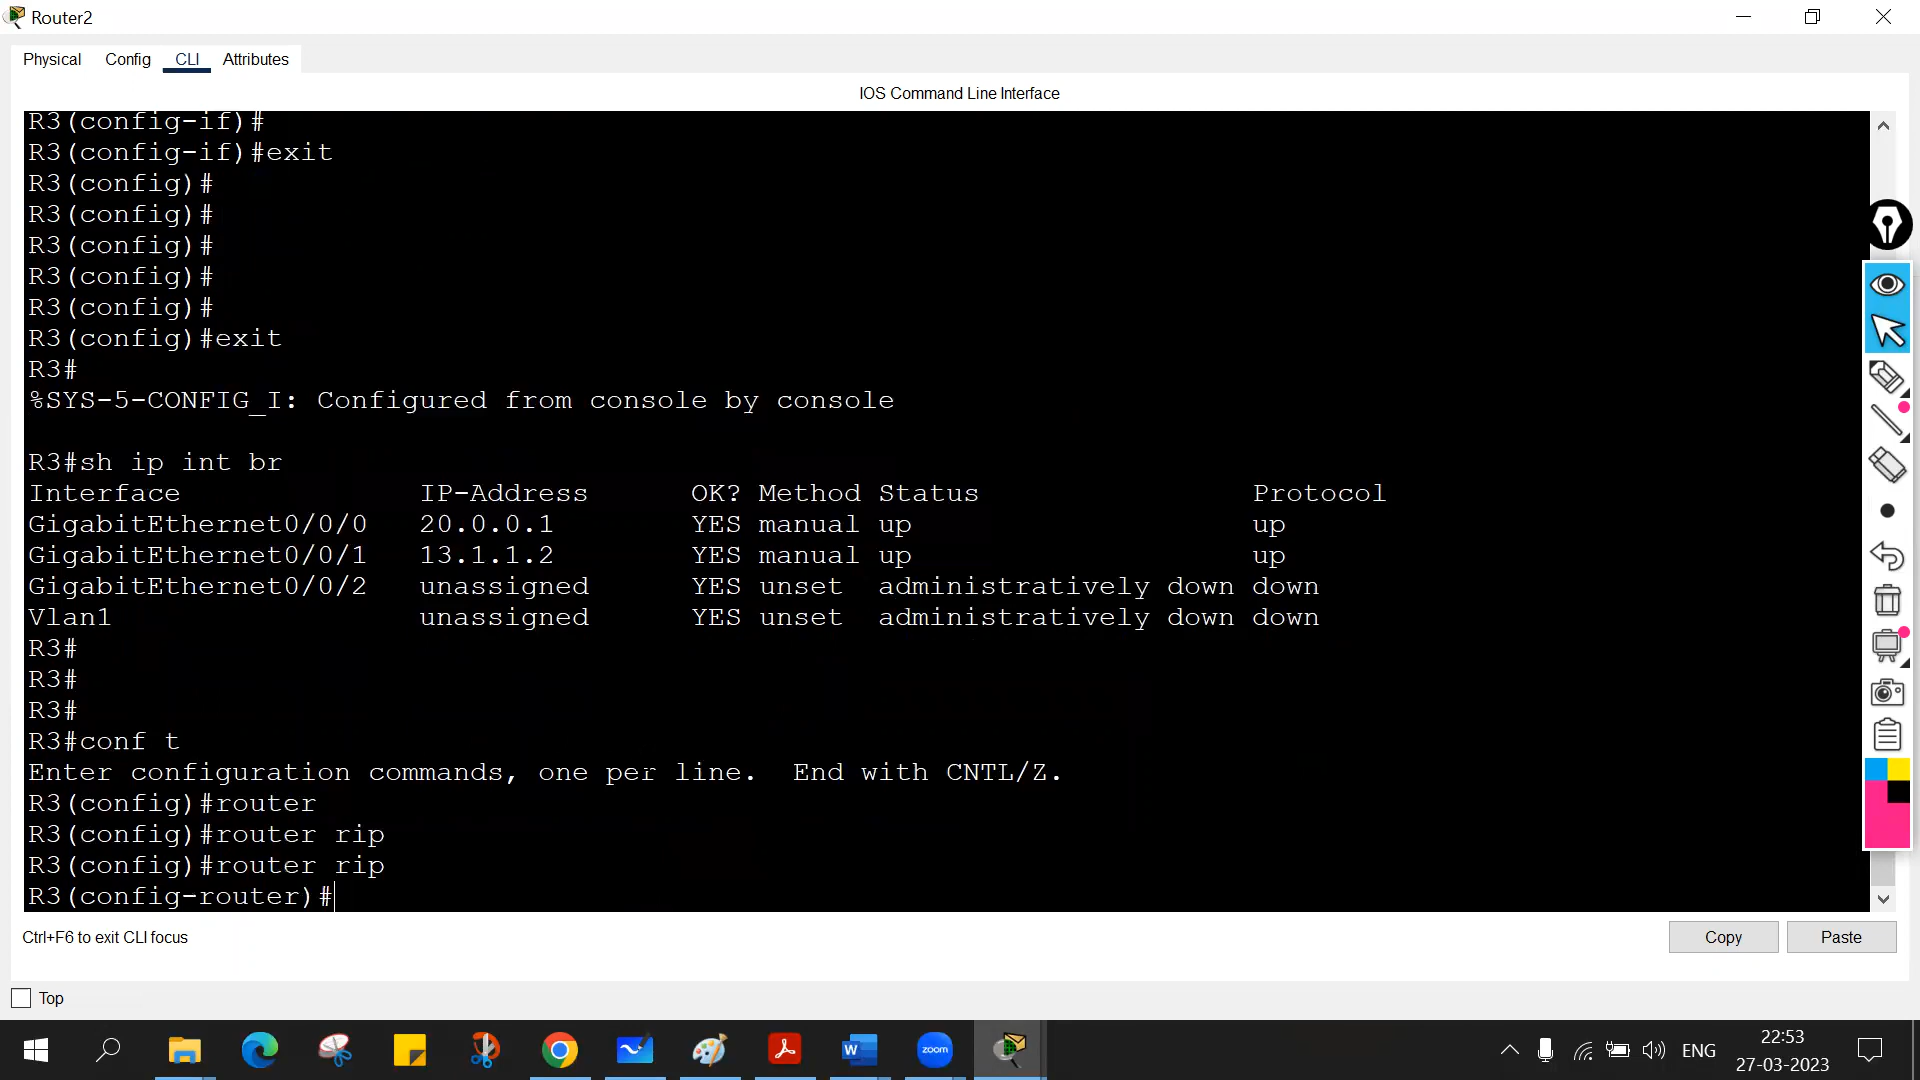 Router2
Physical Config CLI Attributes
IOS Command Line Interface
R3(config-if)#
R3(config-if)#exit
R3(config)#
R3(config)#
R3(config)#
R3(config)#
R3(config)#
R3(config)#exit
R3#
%SYS-5-CONFIG_I: Configured from console by console
R3#sh ip int br
Interface IP-Address OK? Method Status Protocol
GigabitEthernet0/0/0 20.0.0.1 YES manual up up
GigabitEthernet0/0/1 13.1.1.2 YES manual up up
GigabitEthernet0/0/2 unassigned YES unset administratively down down
Vlan1 unassigned YES unset administratively down down
R3#
R3#
R3#
R3#conf t
Enter configuration commands, one per line. End with CNTL/Z.
R3(config)#router
R3(config)#router rip
R3(config)#router rip
R3(config-router)#
Ctrl+F6 to exit CLI focus
Copy Paste
Top
W zoom ENG 22:53
27-03-2023